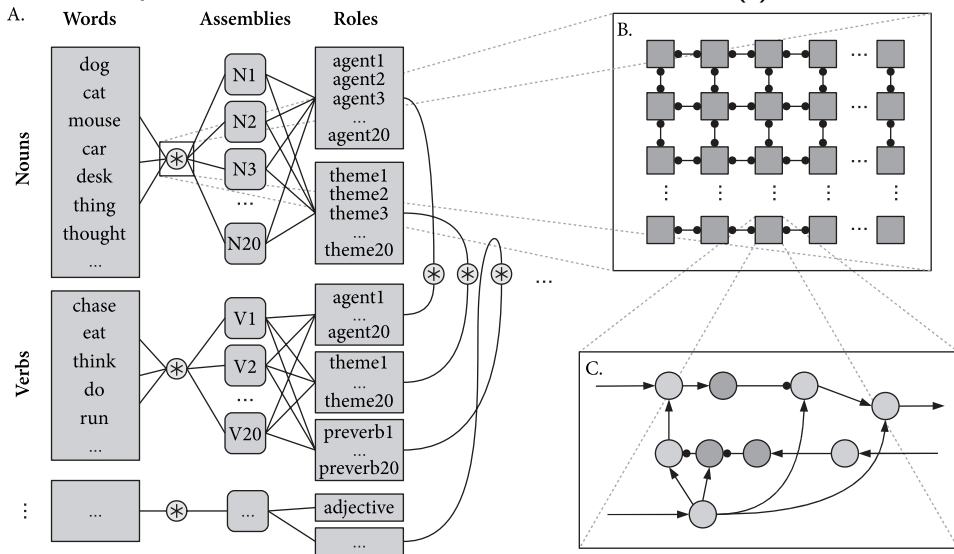 A.
Words
Assemblies
Roles
Nouns
dog
cat
mouse
car
desk
thing
thought
...
N1
N2
N3
...
N20
agent1
agent2
agent3
...
agent20
theme1
theme2
theme3
...
theme20
Verbs
chase
eat
think
do
run
...
V1
V2
...
V20
agent1
...
agent20
theme1
...
theme20
preverb1
...
preverb20
...
...
...
adjective
...
...
B.
...
...
...
...
...
...
...
...
...
C.